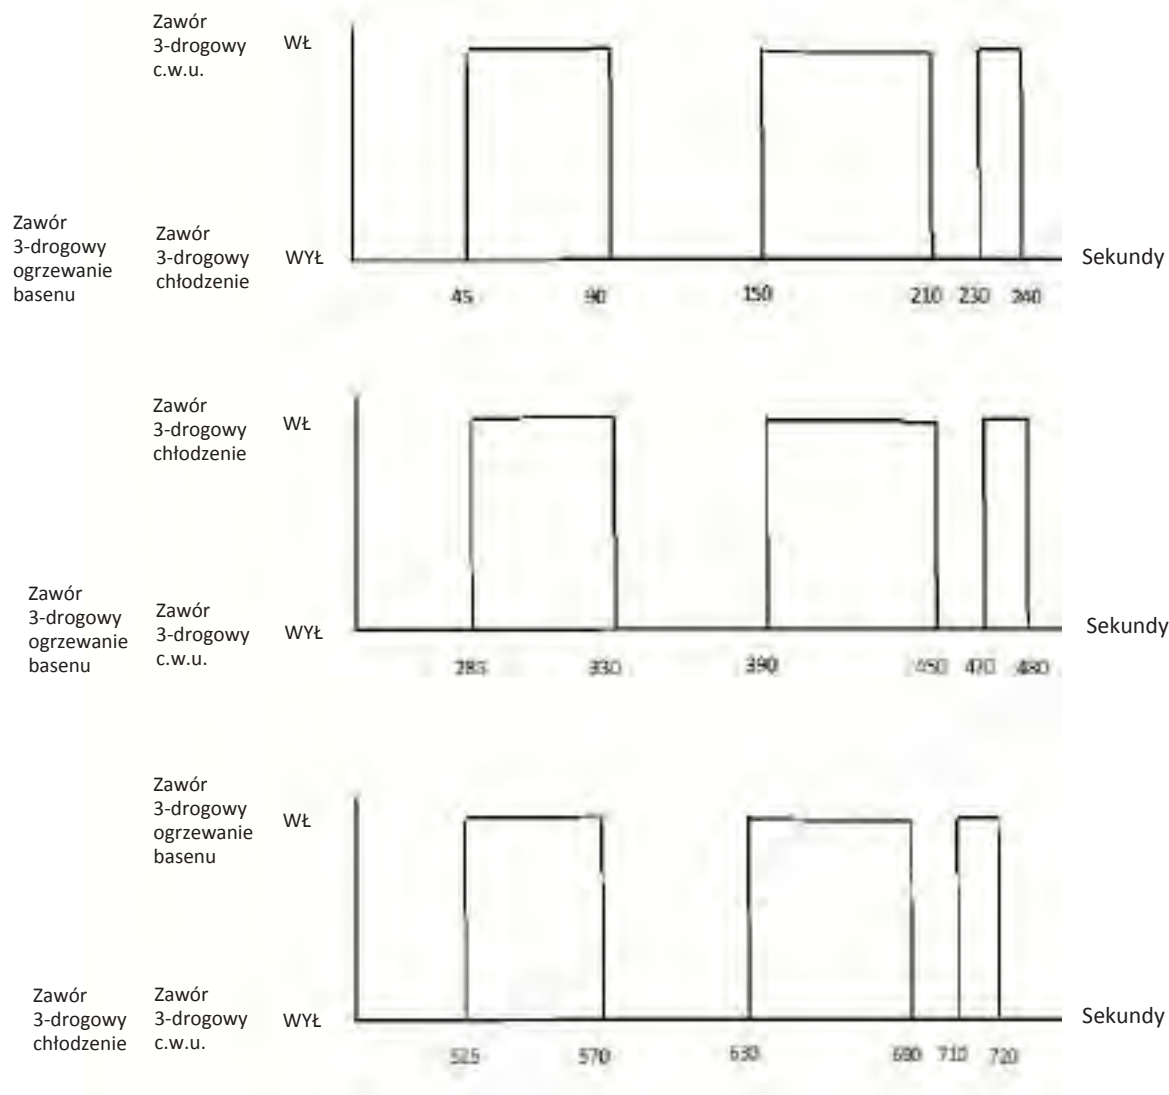 Zawór
3-drogowy
c.w.u.
WŁ
Zawór
3-drogowy
ogrzewanie
basenu
Zawór
3-drogowy
chłodzenie
WYŁ
Sekundy
45 90 150 210 230 240
Zawór
3-drogowy
chłodzenie
WŁ
Zawór
3-drogowy
ogrzewanie
basenu
Zawór
3-drogowy
c.w.u.
WYŁ
Sekundy
330 390 450 470 480
Zawór
3-drogowy
ogrzewanie
basenu
WŁ
Zawór
3-drogowy
chłodzenie
Zawór
3-drogowy
c.w.u.
WYŁ
Sekundy
525 570 630 690 710 720